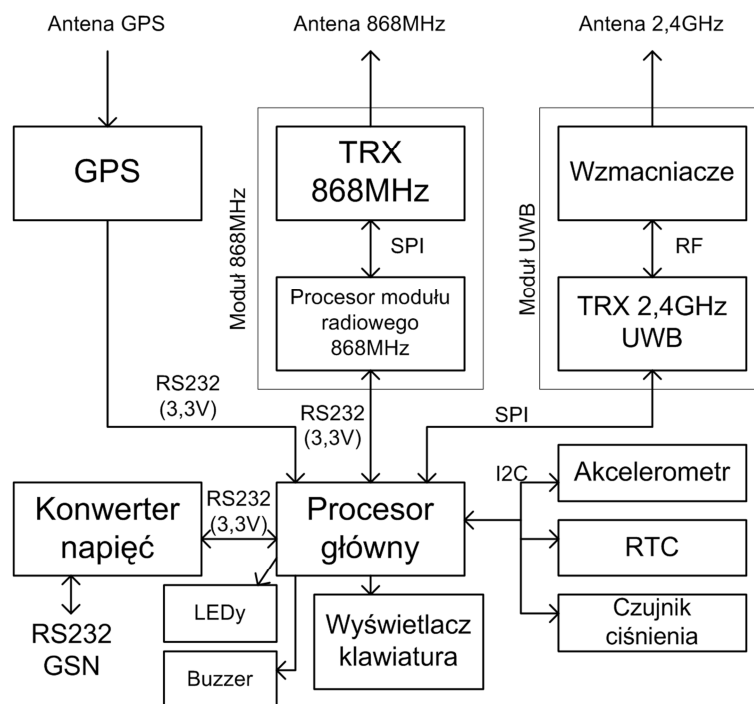 Antena GPS
Antena 868MHz
Antena 2,4GHz
GPS
TRX
868MHz
Wzmacniacze
Moduł 868MHz
SPI
Moduł UWB
RF
Procesor modułu
radiowego
868MHz
TRX 2,4GHz
UWB
RS232
(3,3V)
RS232
(3,3V)
SPI
I2C
Akcelerometr
Konwerter
napięć
RS232
(3,3V)
Procesor
główny
RTC
LEDy
Wyświetlacz
klawiatura
Czujnik
ciśnienia
RS232
GSN
Buzzer